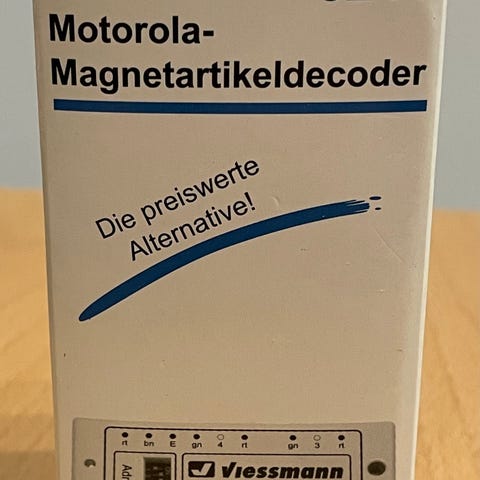 Motorola-
Magnetartikeldecoder
Die preiswerte
Alternative!
rt bn E gn 4 rt gn 3 rt
Viessmann